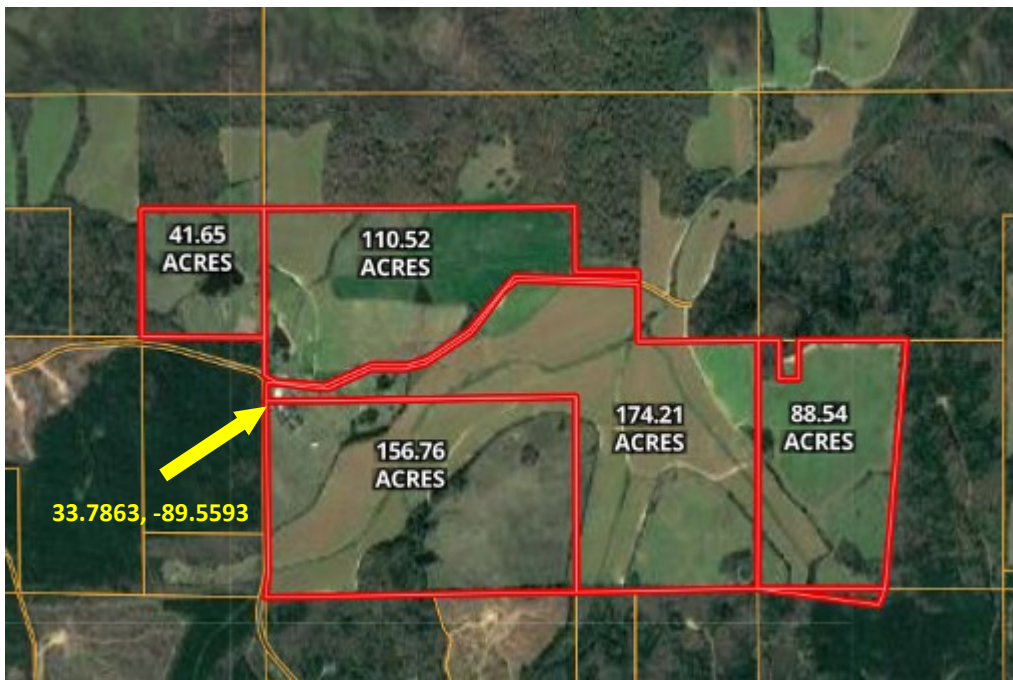 41.65
ACRES
110.52
ACRES
156.76
ACRES
174.21
ACRES
88.54
ACRES
33.7863, -89.5593